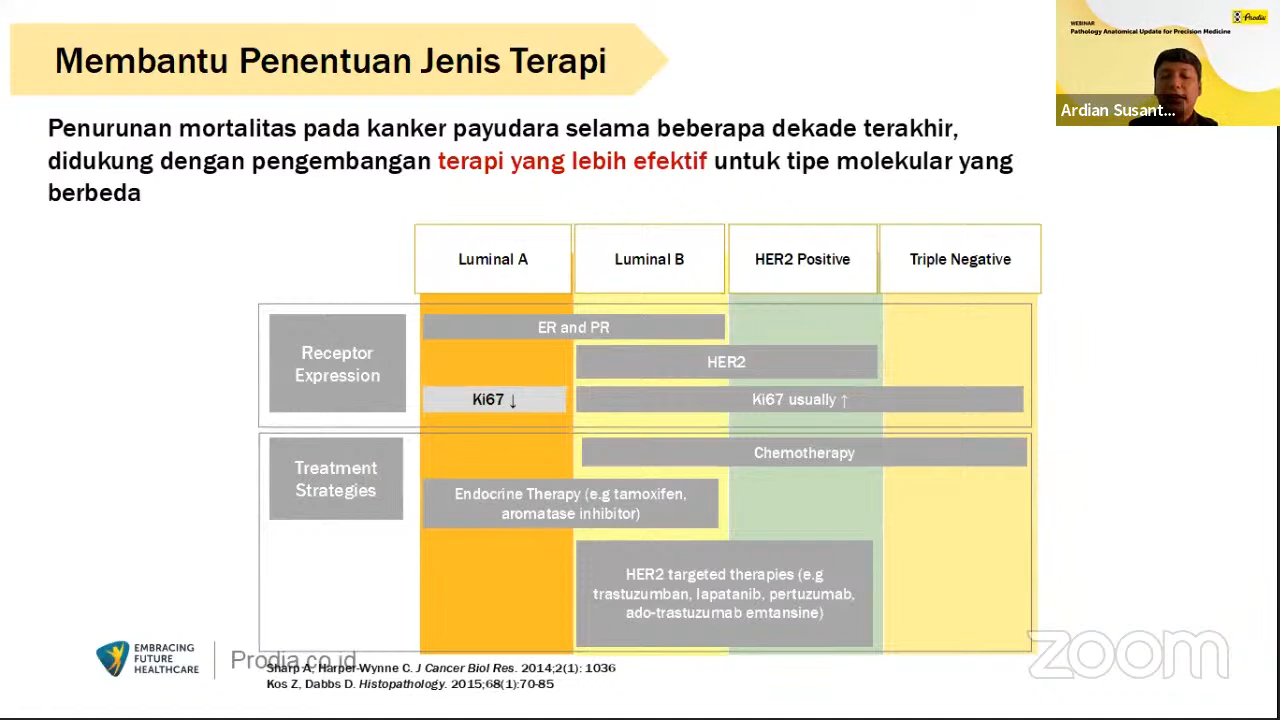 Membantu Penentuan Jenis Terapi
WEBINAR
Pathology Anatomical Update for Precision Medicine
Prodia
Ardian Susant...
Penurunan mortalitas pada kanker payudara selama beberapa dekade terakhir,
didukung dengan pengembangan terapi yang lebih efektif untuk tipe molekular yang
berbeda
Luminal A
Luminal B
HER2 Positive
Triple Negative
Receptor
Expression
ER and PR
HER2
Ki67 ↓
Ki67 usually ↑
Treatment
Strategies
Chemotherapy
Endocrine Therapy (e.g tamoxifen,
aromatase inhibitor)
HER2 targeted therapies (e.g
trastuzumban, lapatanib, pertuzumab,
ado-trastuzumab emtansine)
EMBRACING
FUTURE
HEALTHCARE
Prodia.co.id
Sharp A. Harper-Wynne C. J Cancer Biol Res. 2014;2(1): 1036
Kos Z, Dabbs D. Histopathology. 2015;68(1):70-85
zoom